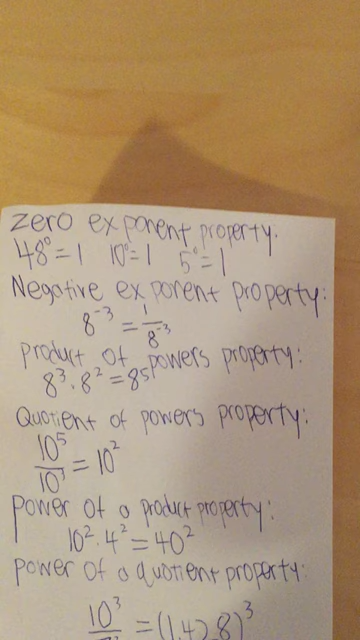 zero exponent property.
48⁰=1 10⁰=1 5⁰=1
Negative exponent property:
8⁻³ = 1/8⁻³
product of powers property:
8³·8²=8⁵
Quotient of powers property:
10⁵/10³ = 10²
power of a product property:
10²·4²=40²
power of a quotient property:
10³ =(1.428)³